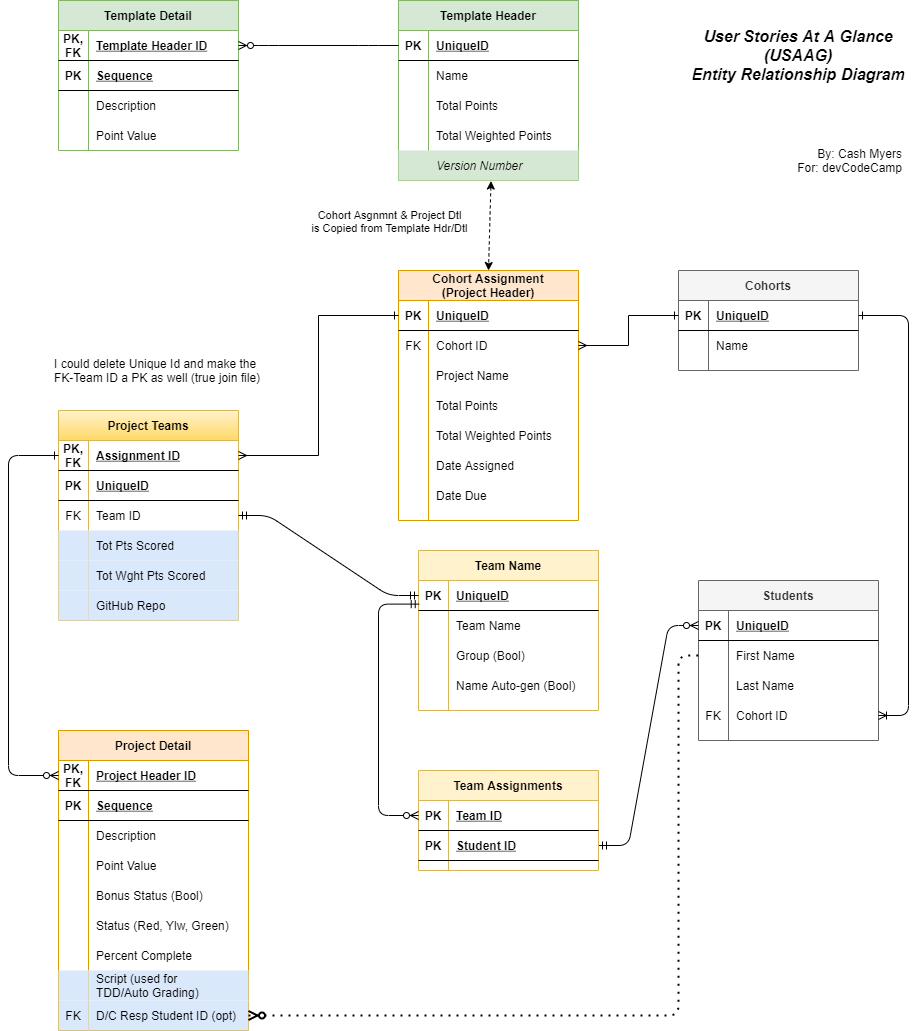 Template Detail
PK,
FK
Template Header ID
PK
Sequence
Description
Point Value
Template Header
PK
UniqueID
Name
Total Points
Total Weighted Points
Version Number
User Stories At A Glance
(USAAG)
Entity Relationship Diagram
By: Cash Myers
For: devCodeCamp
Cohort Asgnmnt & Project Dtl
is Copied from Template Hdr/Dtl
Cohort Assignment
(Project Header)
PK
UniqueID
FK
Cohort ID
Project Name
Total Points
Total Weighted Points
Date Assigned
Date Due
Cohorts
PK
UniqueID
Name
I could delete Unique Id and make the
FK-Team ID a PK as well (true join file)
Project Teams
PK,
FK
Assignment ID
PK
UniqueID
FK
Team ID
Tot Pts Scored
Tot Wght Pts Scored
GitHub Repo
Team Name
PK
UniqueID
Team Name
Group (Bool)
Name Auto-gen (Bool)
Students
PK
UniqueID
First Name
Last Name
FK
Cohort ID
Project Detail
PK,
FK
Project Header ID
PK
Sequence
Description
Point Value
Bonus Status (Bool)
Status (Red, Ylw, Green)
Percent Complete
Script (used for
TDD/Auto Grading)
FK
D/C Resp Student ID (opt)
Team Assignments
PK
Team ID
PK
Student ID